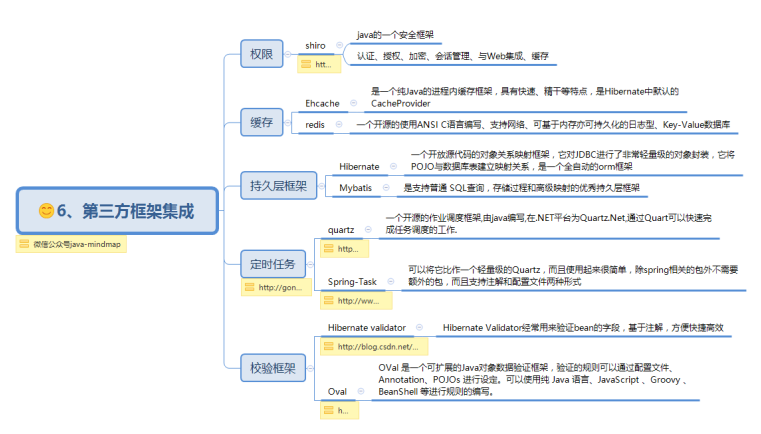 6、第三方框架集成
微信公众号java-mindmap
权限
shiro
htt...
java的一个安全框架
认证、授权、加密、会话管理、与Web集成、缓存
缓存
Ehcache
是一个纯Java的进程内缓存框架，具有快速、精干等特点，是Hibernate中默认的
CacheProvider
redis
一个开源的使用ANSI C语言编写、支持网络、可基于内存亦可持久化的日志型、Key-Value数据库
持久层框架
Hibernate
一个开放源代码的对象关系映射框架，它对JDBC进行了非常轻量级的对象封装，它将
POJO与数据库表建立映射关系，是一个全自动的orm框架
Mybatis
是支持普通 SQL查询，存储过程和高级映射的优秀持久层框架
定时任务
http://gon...
quartz
http...
一个开源的作业调度框架,由java编写,在.NET平台为Quartz.Net,通过Quart可以快速完
成任务调度的工作.
Spring-Task
http://ww...
可以将它比作一个轻量级的Quartz，而且使用起来很简单，除spring相关的包外不需要
额外的包，而且支持注解和配置文件两种形式
校验框架
Hibernate validator
http://blog.csdn.net/...
Hibernate Validator经常用来验证bean的字段，基于注解，方便快捷高效
Oval
h...
OVal 是一个可扩展的Java对象数据验证框架，验证的规则可以通过配置文件、
Annotation、POJOs 进行设定。可以使用纯 Java 语言、JavaScript 、Groovy 、
BeanShell 等进行规则的编写。